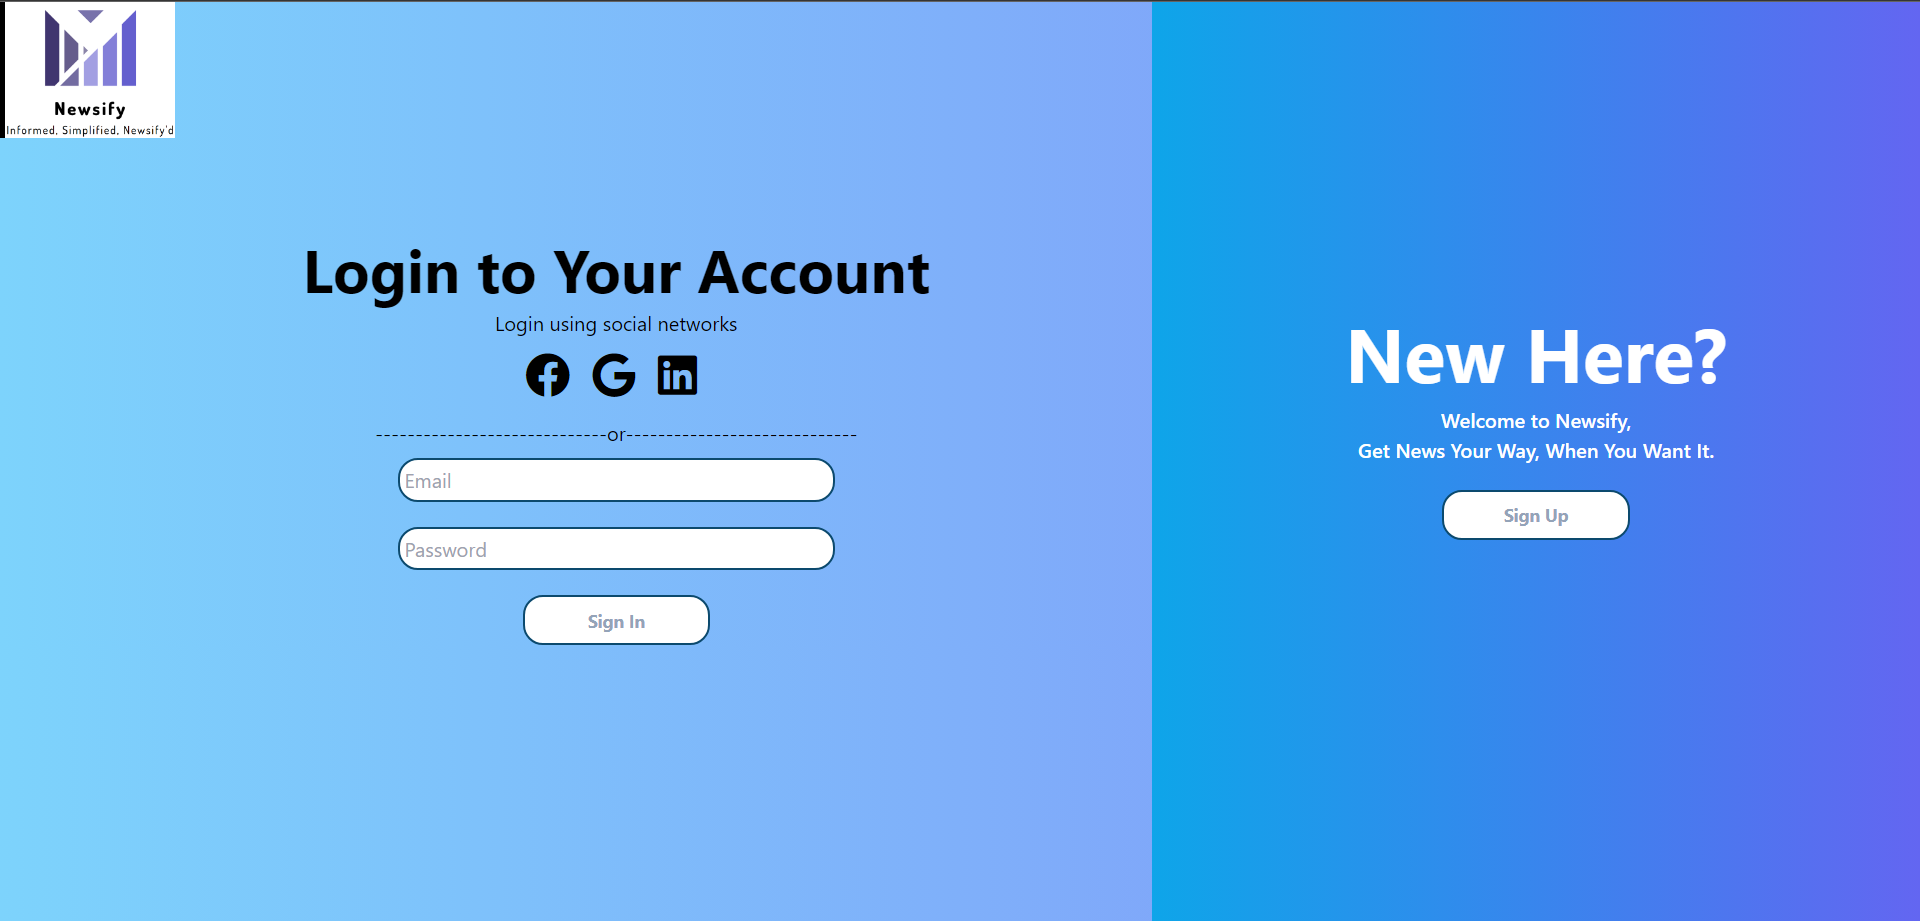 Newsify
Informed, Simplified, Newsify'd
Login to Your Account
Login using social networks
-----------------------------or-----------------------------
Email
Password
Sign In
New Here?
Welcome to Newsify,
Get News Your Way, When You Want It.
Sign Up